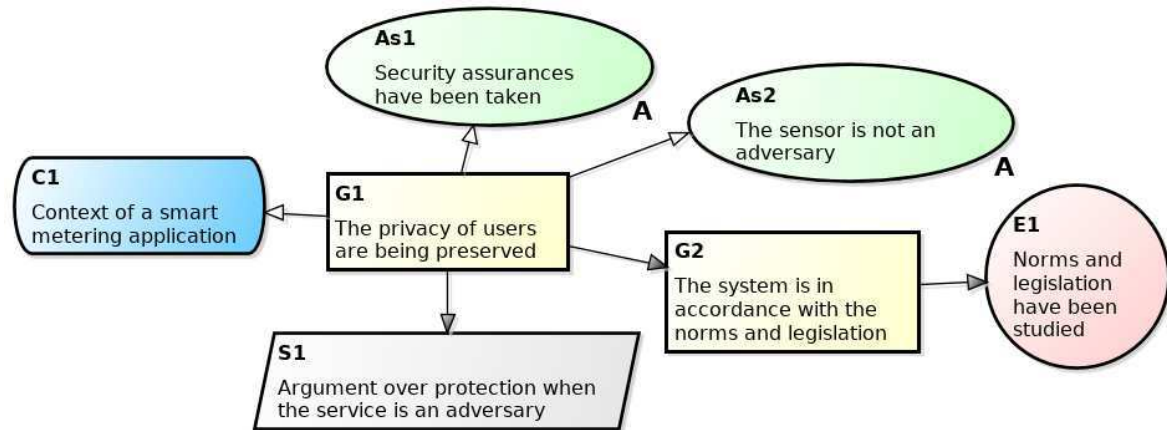 As1
Security assurances
have been taken
A
As2
The sensor is not an
adversary
A
C1
Context of a smart
metering application
G1
The privacy of users
are being preserved
G2
The system is in
accordance with the
norms and legislation
E1
Norms and
legislation
have been
studied
S1
Argument over protection when
the service is an adversary